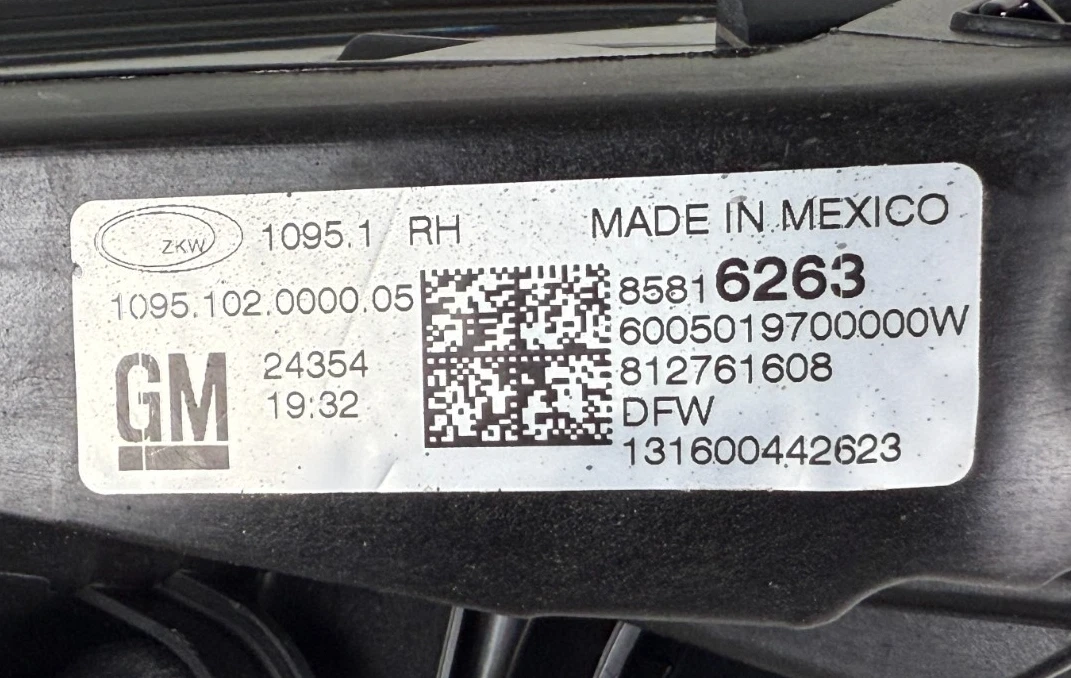 ZKW 1095.1 RH MADE IN MEXICO
1095.102.0000.05
85816263
6005019700000W
GM
24354
19:32
812761608
DFW
131600442623